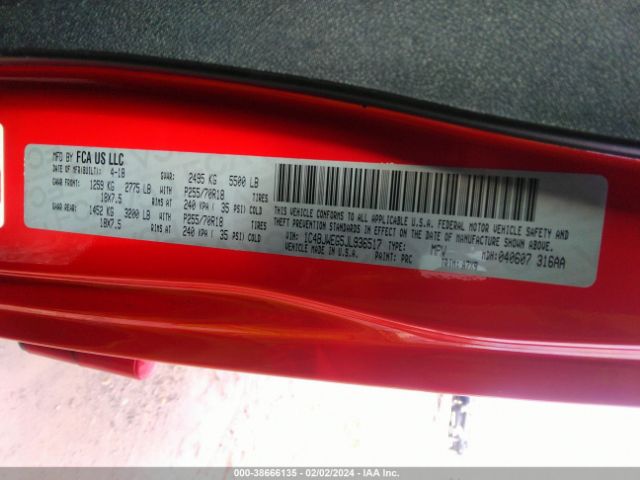 MFD BY FCA US LLC
DATE OF MFR(BUILT): 4-18 GVWR: 2495 KG 5500 LB
GAWR FRONT: 1259 KG 2775 LB WITH P255/70R18 TIRES
18X7.5 RIMS AT 240 KPA ( 35 PSI) COLD
GAWR REAR: 1452 KG 3200 LB WITH P255/70R18 TIRES
18X7.5 RIMS AT 240 KPA ( 35 PSI) COLD
THIS VEHICLE CONFORMS TO ALL APPLICABLE U.S.A. FEDERAL MOTOR VEHICLE SAFETY AND
THEFT PREVENTION STANDARDS IN EFFECT ON THE DATE OF MANUFACTURE SHOWN ABOVE.
VIN: 1C4BJWEG5JL936517 TYPE: MPV MDH: 040607 316AA
VEHICLE MADE IN U.S.A. PAINT: PRC
000-38666135 - 02/02/2024 - IAA Inc.